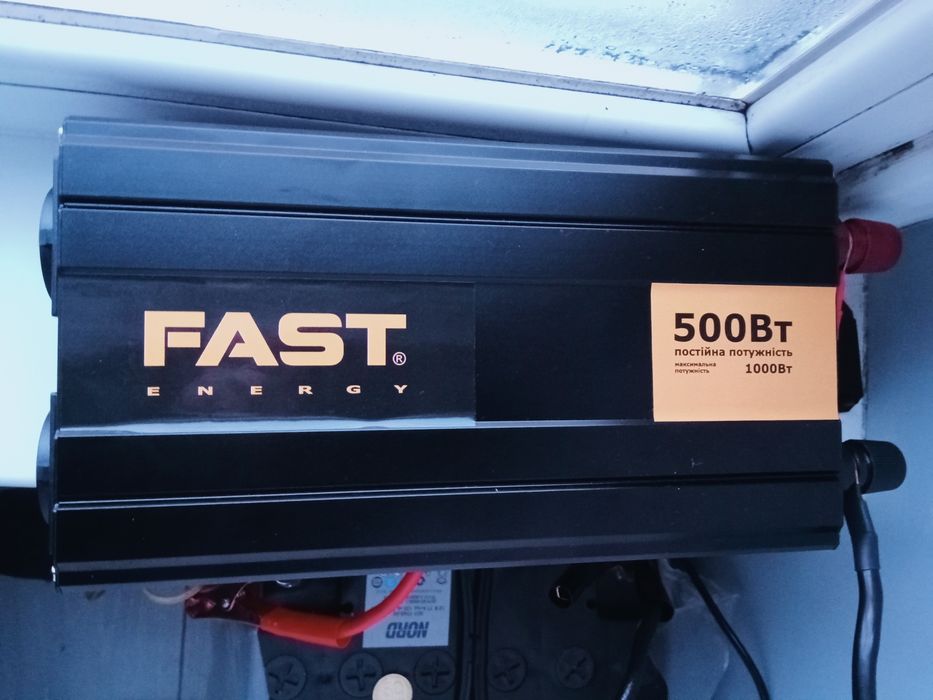 FAST®
ENERGY
500Вт
постійна потужність
максимальна
потужність
1000Вт
NORD